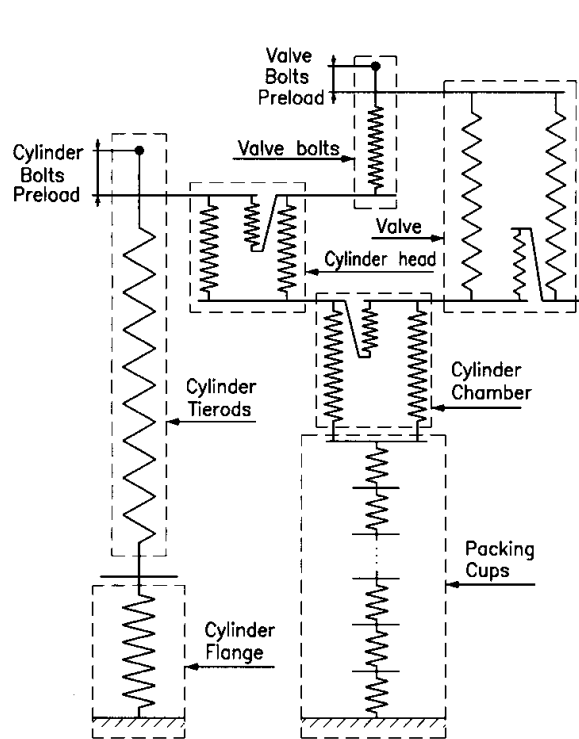 Valve
Bolts
Preload
Cylinder
Bolts
Preload
Valve bolts
Valve
Cylinder head
Cylinder
Chamber
Cylinder
Tierods
Packing
Cups
Cylinder
Flange